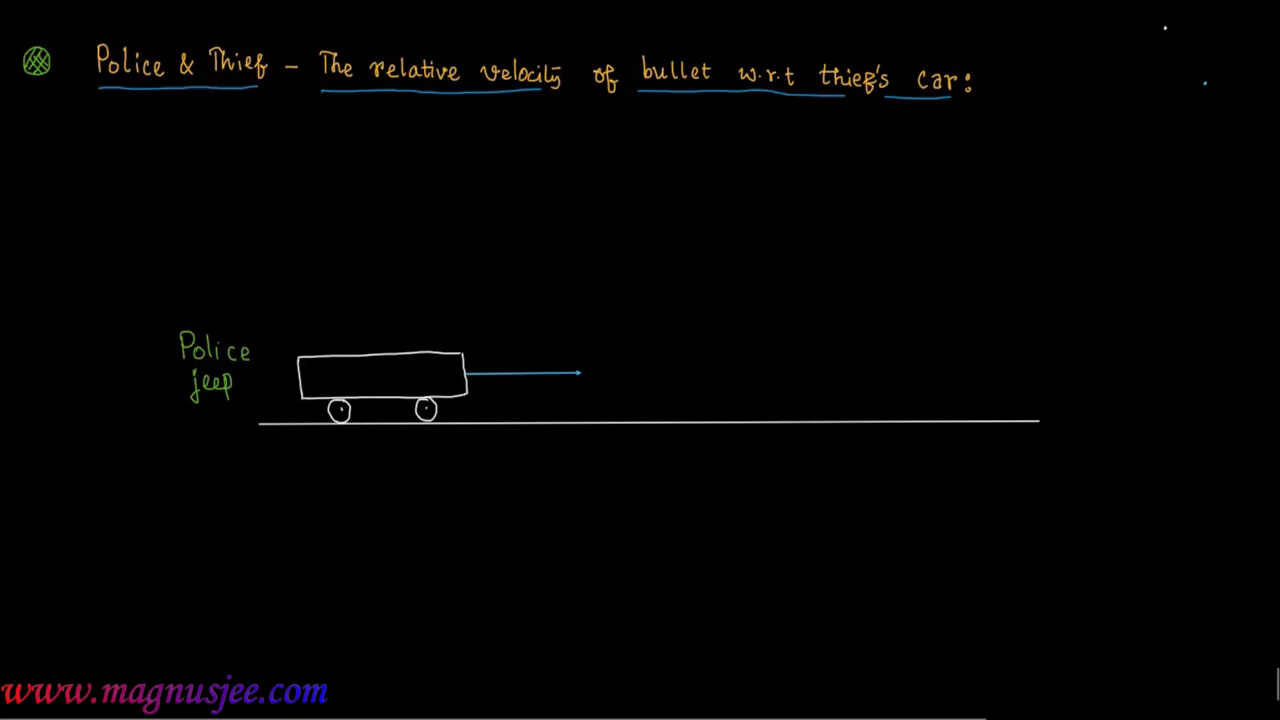 Police & Thief - The relative velocity of bullet w.r.t thief's car:
Police
jeep
www.magnusjee.com